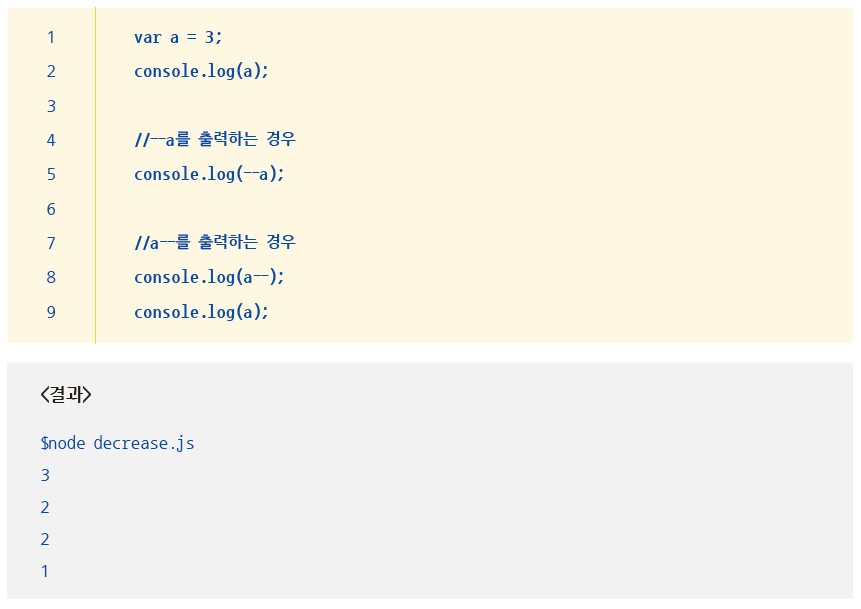 1 var a = 3;
2 console.log(a);
3
4 //--a를 출력하는 경우
5 console.log(--a);
6
7 //a--를 출력하는 경우
8 console.log(a--);
9 console.log(a);
<결과>
$node decrease.js
3
2
2
1